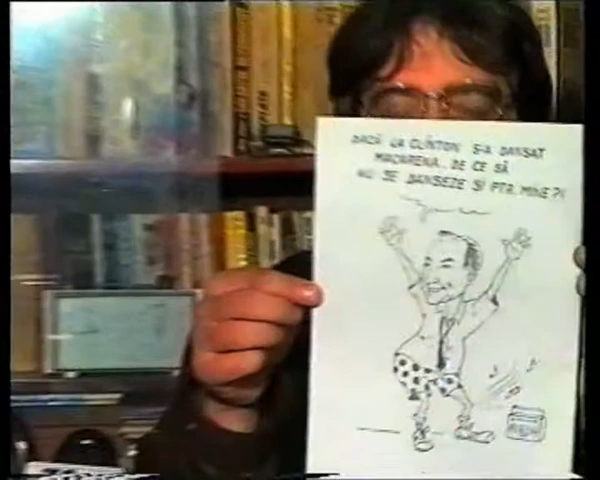 DACĂ LA CLINTON S-A DANSAT
MACARENA.. DE CE SĂ
NU SE DANSEZE ŞI PTR. MINE?!